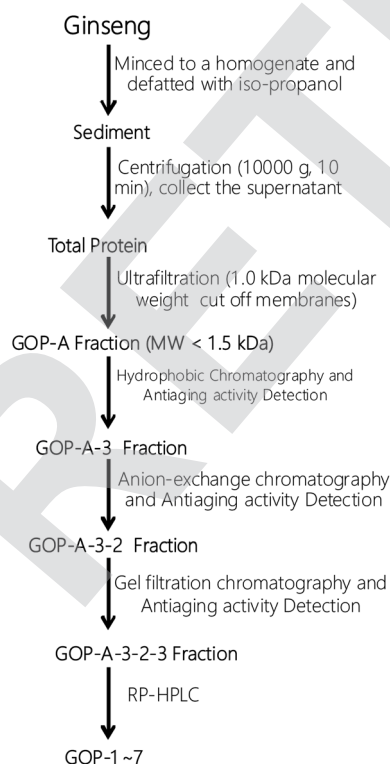 Ginseng
Minced to a homogenate and
defatted with iso-propanol
Sediment
Centrifugation (10000 g, 10
min), collect the supernatant
Total Protein
Ultrafiltration (1.0 kDa molecular
weight cut off membranes)
GOP-A Fraction (MW < 1.5 kDa)
Hydrophobic Chromatography and
Antiaging activity Detection
GOP-A-3 Fraction
Anion-exchange chromatography
and Antiaging activity Detection
GOP-A-3-2 Fraction
Gel filtration chromatography and
Antiaging activity Detection
GOP-A-3-2-3 Fraction
RP-HPLC
GOP-1~7